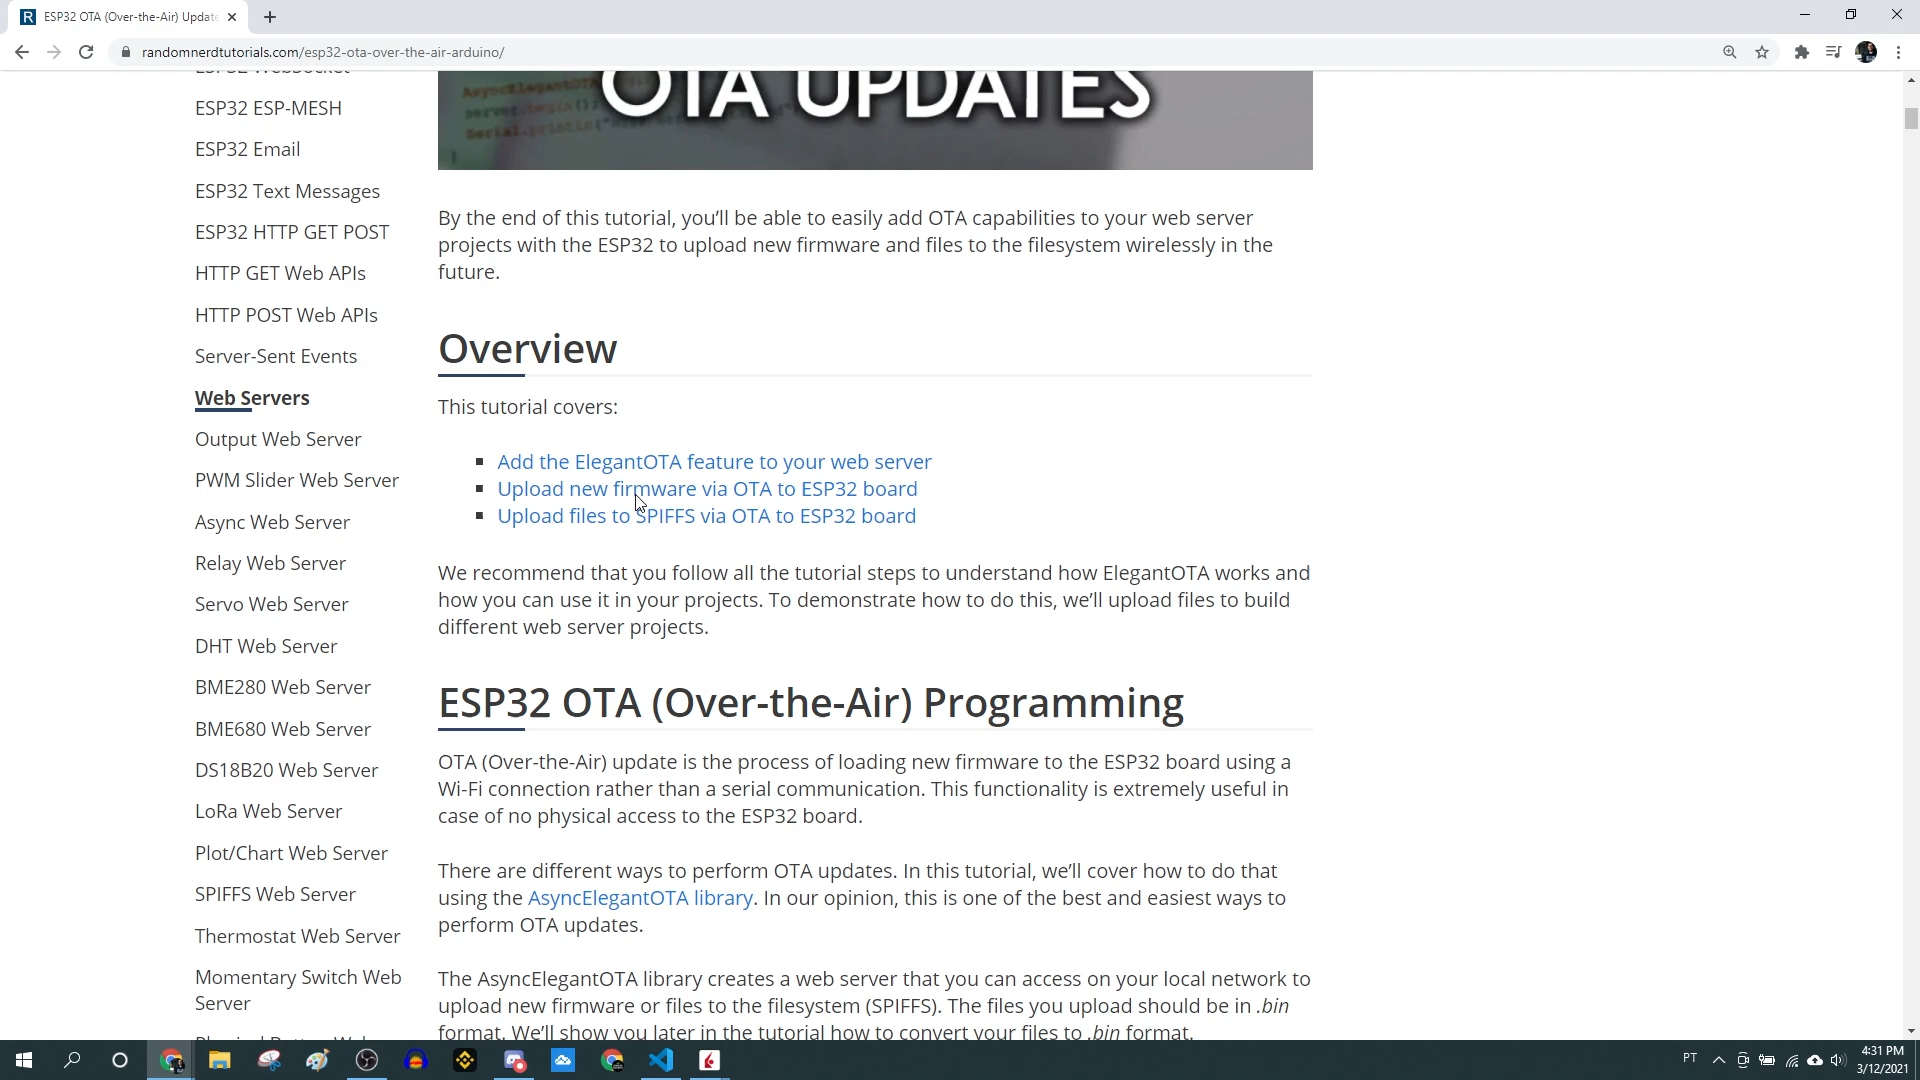 ESP32 OTA (Over-the-Air) Update
randomnerdtutorials.com/esp32-ota-over-the-air-arduino/
ESP32 WebSocket
ESP32 ESP-MESH
ESP32 Email
ESP32 Text Messages
ESP32 HTTP GET POST
HTTP GET Web APIs
HTTP POST Web APIs
Server-Sent Events
Web Servers
Output Web Server
PWM Slider Web Server
Async Web Server
Relay Web Server
Servo Web Server
DHT Web Server
BME280 Web Server
BME680 Web Server
DS18B20 Web Server
LoRa Web Server
Plot/Chart Web Server
SPIFFS Web Server
Thermostat Web Server
Momentary Switch Web
Server
OTA UPDATES
AsyncElegantOTA
server.begin();
Serial.println(
By the end of this tutorial, you’ll be able to easily add OTA capabilities to your web server
projects with the ESP32 to upload new firmware and files to the filesystem wirelessly in the
future.
Overview
This tutorial covers:
Add the ElegantOTA feature to your web server
Upload new firmware via OTA to ESP32 board
Upload files to SPIFFS via OTA to ESP32 board
We recommend that you follow all the tutorial steps to understand how ElegantOTA works and
how you can use it in your projects. To demonstrate how to do this, we’ll upload files to build
different web server projects.
ESP32 OTA (Over-the-Air) Programming
OTA (Over-the-Air) update is the process of loading new firmware to the ESP32 board using a
Wi-Fi connection rather than a serial communication. This functionality is extremely useful in
case of no physical access to the ESP32 board.
There are different ways to perform OTA updates. In this tutorial, we’ll cover how to do that
using the AsyncElegantOTA library. In our opinion, this is one of the best and easiest ways to
perform OTA updates.
The AsyncElegantOTA library creates a web server that you can access on your local network to
upload new firmware or files to the filesystem (SPIFFS). The files you upload should be in .bin
format. We’ll show you later in the tutorial how to convert your files to .bin format.
PT
4:31 PM
3/12/2021